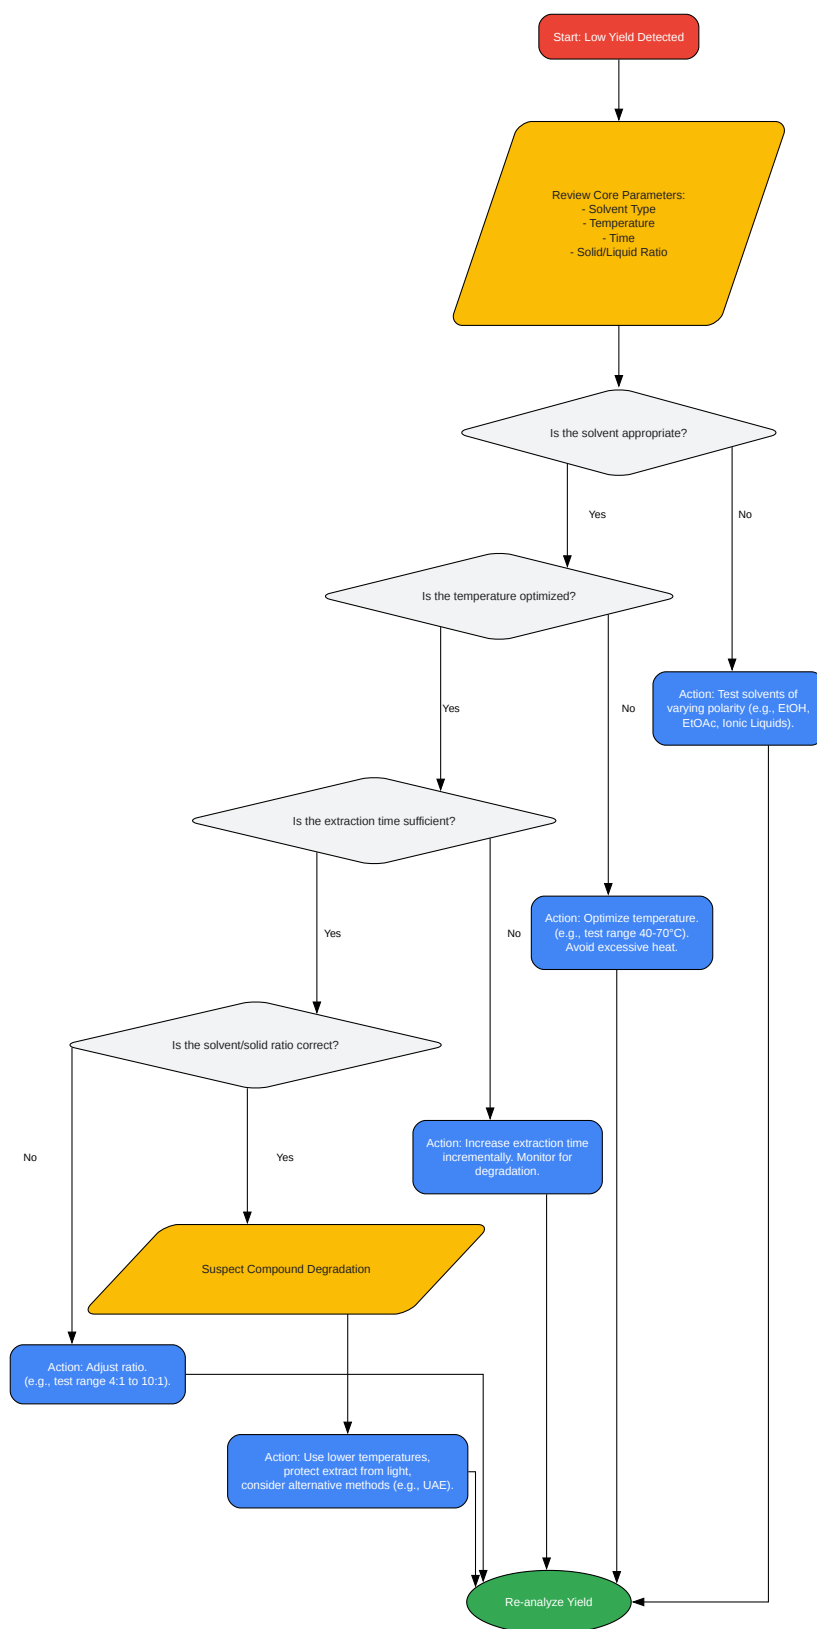 Start: Low Yield Detected
Review Core Parameters:
- Solvent Type
- Temperature
- Time
- Solid/Liquid Ratio
Is the solvent appropriate?
Yes
No
Is the temperature optimized?
Action: Test solvents of
varying polarity (e.g., EtOH,
EtOAc, Ionic Liquids).
Yes
No
Is the extraction time sufficient?
Action: Optimize temperature.
(e.g., test range 40-70°C).
Avoid excessive heat.
Yes
No
Is the solvent/solid ratio correct?
Action: Increase extraction time
incrementally. Monitor for
degradation.
No
Yes
Suspect Compound Degradation
Action: Adjust ratio.
(e.g., test range 4:1 to 10:1).
Action: Use lower temperatures,
protect extract from light,
consider alternative methods (e.g., UAE).
Re-analyze Yield